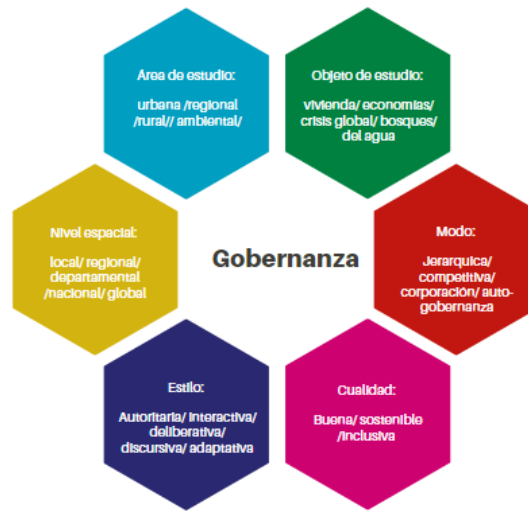 Área de estudio:
urbana /regional
/rural// ambiental/
Objeto de estudio:
vivienda/ economías/
crisis global/ bosques/
del agua
Nivel espacial:
local/ regional/
departamental
/nacional/ global
Gobernanza
Modo:
Jerarquica/
competitiva/
corporación/ auto-
gobernanza
Estilo:
Autoritaria/ interactiva/
deliberativa/
discursiva/ adaptativa
Cualidad:
Buena/ sostenible
/inclusiva